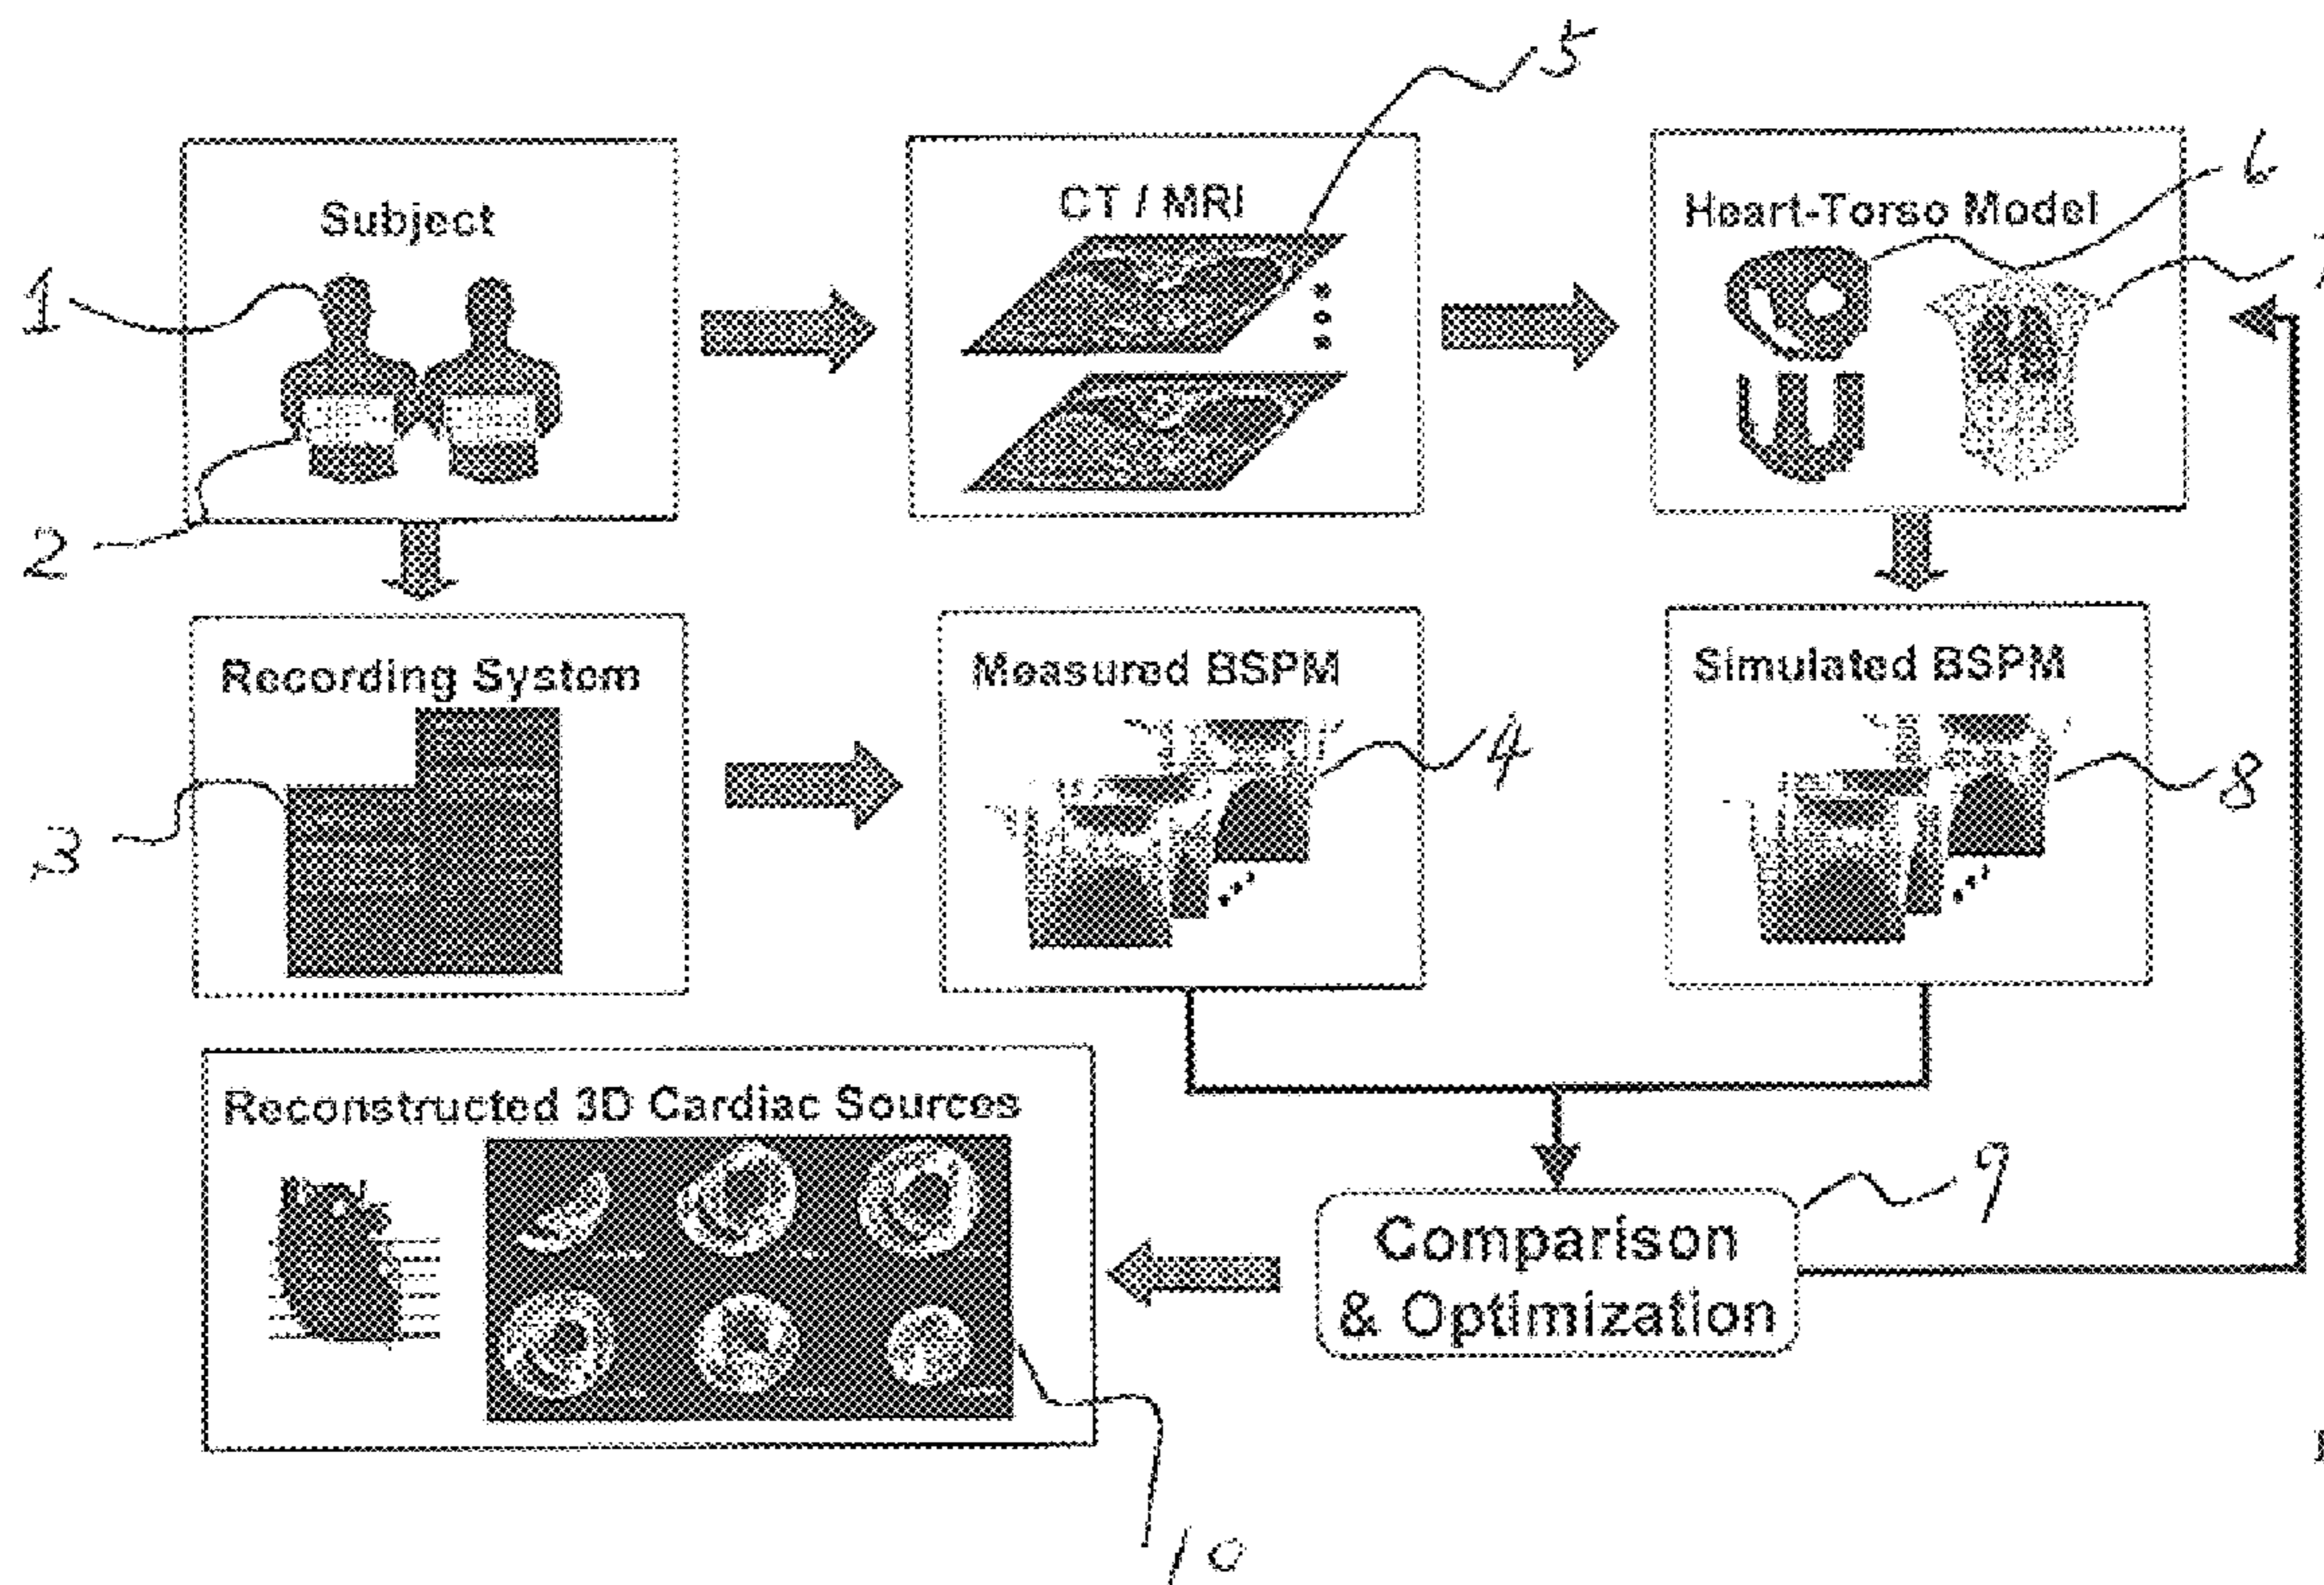 5
Subject
CT / MRI
Heart-Torso Model
6
1
7
2
Recording System
Measured BSPM
Simulated BSPM
4
8
3
Reconstructed 3D Cardiac Sources
9
Comparison
& Optimization
10